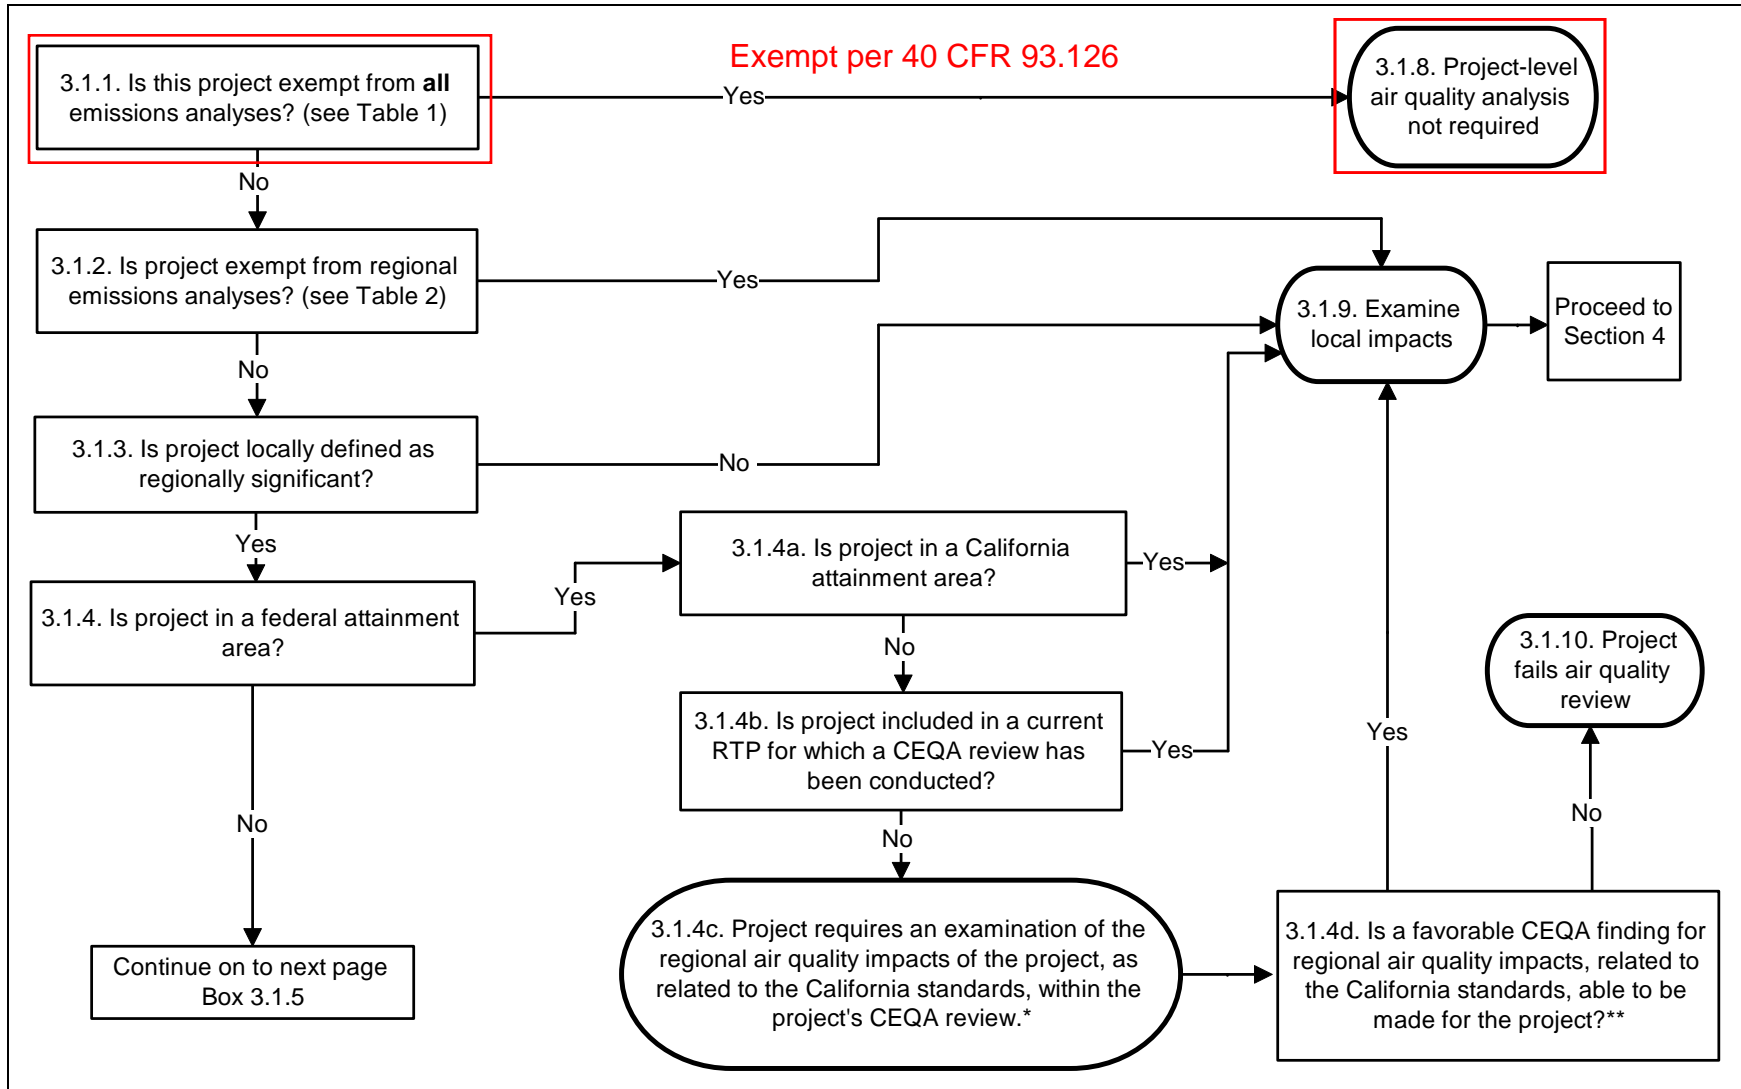 Exempt per 40 CFR 93.126
3.1.1. Is this project exempt from all
emissions analyses? (see Table 1)
Yes
3.1.8. Project-level
air quality analysis
not required
No
3.1.2. Is project exempt from regional
emissions analyses? (see Table 2)
Yes
3.1.9. Examine
local impacts
Proceed to
Section 4
No
3.1.3. Is project locally defined as
regionally significant?
No
Yes
3.1.4. Is project in a federal attainment
area?
Yes
3.1.4a. Is project in a California
attainment area?
Yes
No
3.1.4b. Is project included in a current
RTP for which a CEQA review has
been conducted?
Yes
No
3.1.4c. Project requires an examination of the
regional air quality impacts of the project, as
related to the California standards, within the
project's CEQA review.*
3.1.4d. Is a favorable CEQA finding for
regional air quality impacts, related to
the California standards, able to be
made for the project?**
Yes
No
3.1.10. Project
fails air quality
review
No
Continue on to next page
Box 3.1.5